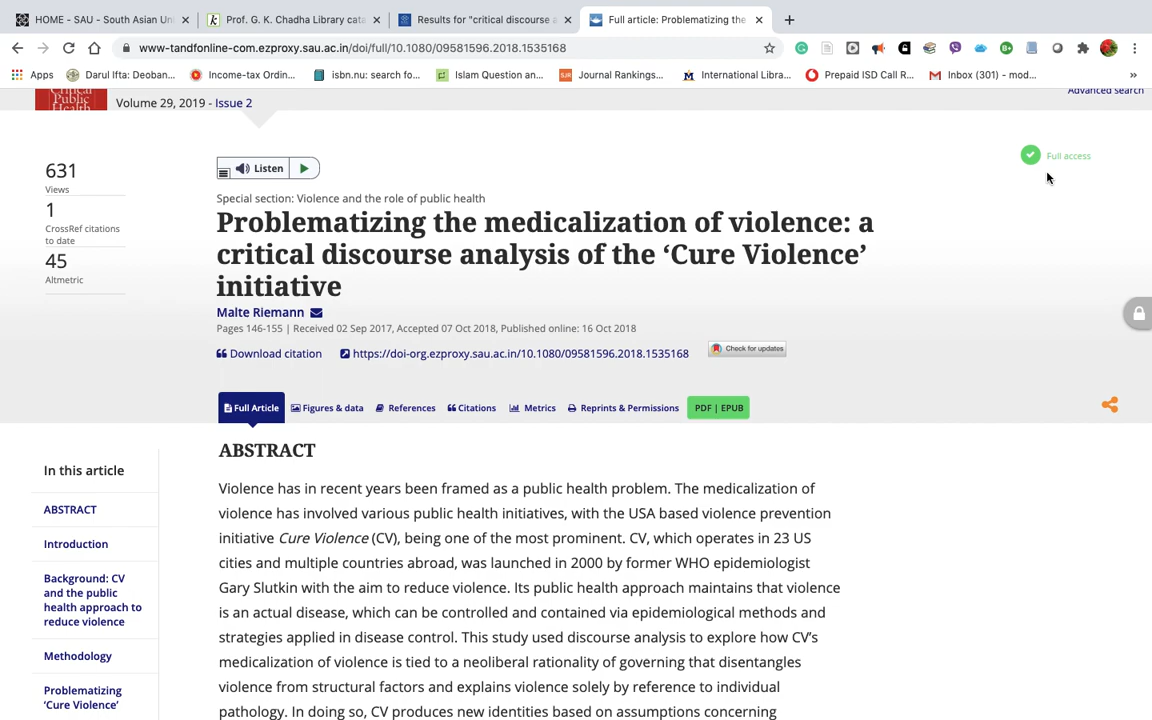 HOME - SAU - South Asian Un
Prof. G. K. Chadha Library cata
Results for "critical discourse a
Full article: Problematizing the
www-tandfonline-com.ezproxy.sau.ac.in/doi/full/10.1080/09581596.2018.1535168
Apps
Darul Ifta: Deoban...
Income-tax Ordin...
isbn.nu: search fo...
Islam Question an...
SJR
Journal Rankings...
International Libra...
Prepaid ISD Call R...
Inbox (301) - mod...
»
Critical
Public
Health
Volume 29, 2019 - Issue 2
Advanced search
631
Views
1
CrossRef citations
to date
45
Altmetric
Listen
Full access
Special section: Violence and the role of public health
Problematizing the medicalization of violence: a
critical discourse analysis of the ‘Cure Violence’
initiative
Malte Riemann
Pages 146-155 | Received 02 Sep 2017, Accepted 07 Oct 2018, Published online: 16 Oct 2018
Download citation
https://doi-org.ezproxy.sau.ac.in/10.1080/09581596.2018.1535168
Check for updates
Full Article
Figures & data
References
Citations
Metrics
Reprints & Permissions
PDF | EPUB
In this article
ABSTRACT
Introduction
Background: CV
and the public
health approach to
reduce violence
Methodology
Problematizing
‘Cure Violence’
ABSTRACT
Violence has in recent years been framed as a public health problem. The medicalization of
violence has involved various public health initiatives, with the USA based violence prevention
initiative Cure Violence (CV), being one of the most prominent. CV, which operates in 23 US
cities and multiple countries abroad, was launched in 2000 by former WHO epidemiologist
Gary Slutkin with the aim to reduce violence. Its public health approach maintains that violence
is an actual disease, which can be controlled and contained via epidemiological methods and
strategies applied in disease control. This study used discourse analysis to explore how CV’s
medicalization of violence is tied to a neoliberal rationality of governing that disentangles
violence from structural factors and explains violence solely by reference to individual
pathology. In doing so, CV produces new identities based on assumptions concerning